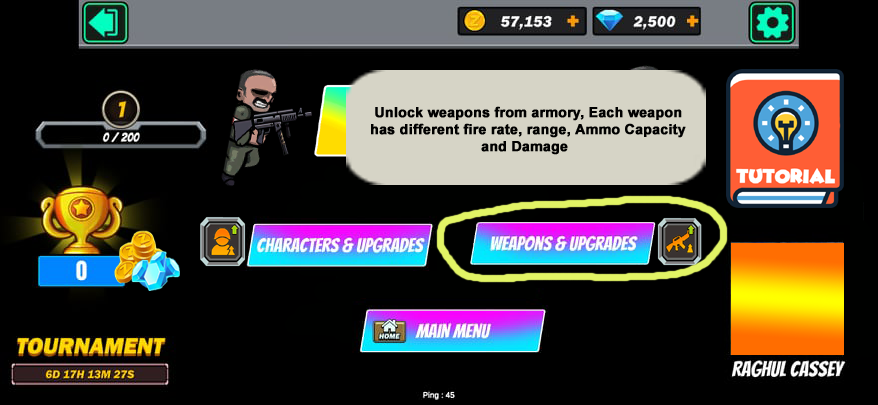 57,153
2,500
1
0 / 200
Unlock weapons from armory, Each weapon
has different fire rate, range, Ammo Capacity
and Damage
TUTORIAL
CHARACTERS & UPGRADES
WEAPONS & UPGRADES
0
HOME
MAIN MENU
TOURNAMENT
6D 17H 13M 27S
RAGHUL CASSEY
Ping : 45